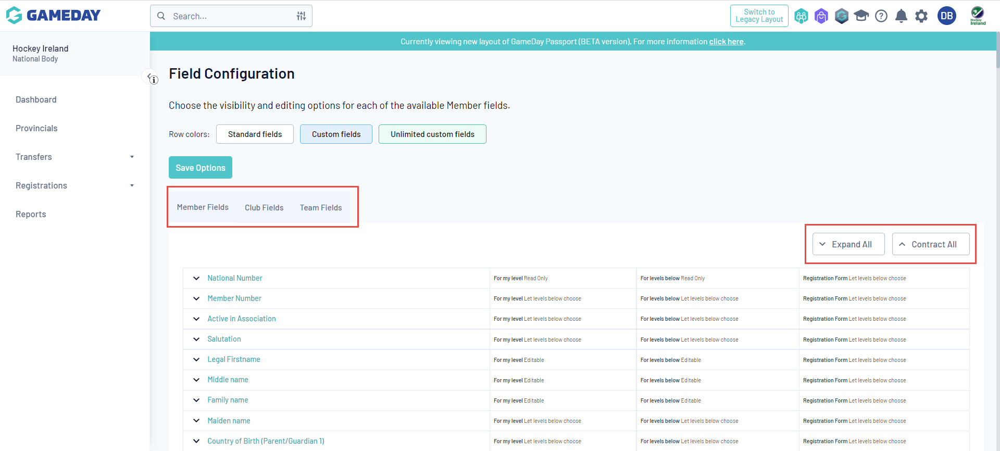 GAMEDAY
Search...
Switch to
Legacy Layout
DB
Hockey
Ireland
Hockey Ireland
National Body
Currently viewing new layout of GameDay Passport (BETA version). For more information click here.
Dashboard
Provincials
Transfers
Registrations
Reports
Field Configuration
Choose the visibility and editing options for each of the available Member fields.
Row colors: Standard fields Custom fields Unlimited custom fields
Save Options
Member Fields Club Fields Team Fields
Expand All Contract All
National Number For my level Read Only For levels below Read Only Registration Form Let levels below choose
Member Number For my level Let levels below choose For levels below Let levels below choose Registration Form Let levels below choose
Active in Association For my level Let levels below choose For levels below Let levels below choose Registration Form Let levels below choose
Salutation For my level Let levels below choose For levels below Let levels below choose Registration Form Let levels below choose
Legal Firstname For my level Editable For levels below Editable Registration Form Let levels below choose
Middle name For my level Editable For levels below Editable Registration Form Let levels below choose
Family name For my level Editable For levels below Editable Registration Form Let levels below choose
Maiden name For my level Let levels below choose For levels below Let levels below choose Registration Form Let levels below choose
Country of Birth (Parent/Guardian 1) For my level Let levels below choose For levels below Let levels below choose Registration Form Let levels below choose